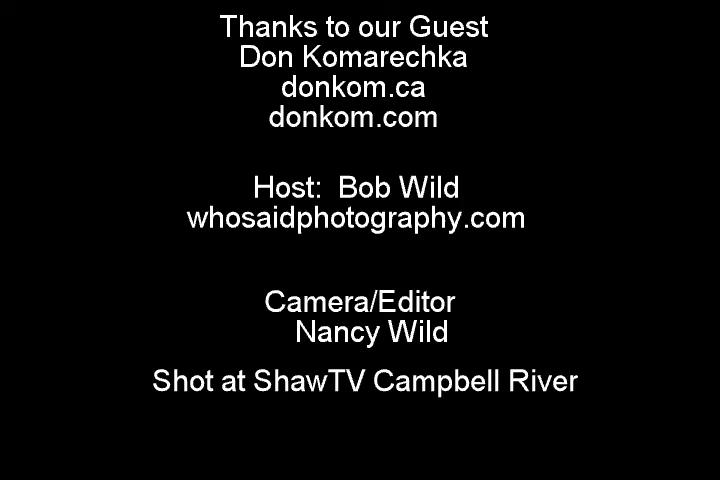 Thanks to our Guest
Don Komarechka
donkom.ca
donkom.com
Host:  Bob Wild
whosaidphotography.com
Camera/Editor
Nancy Wild
Shot at ShawTV Campbell River